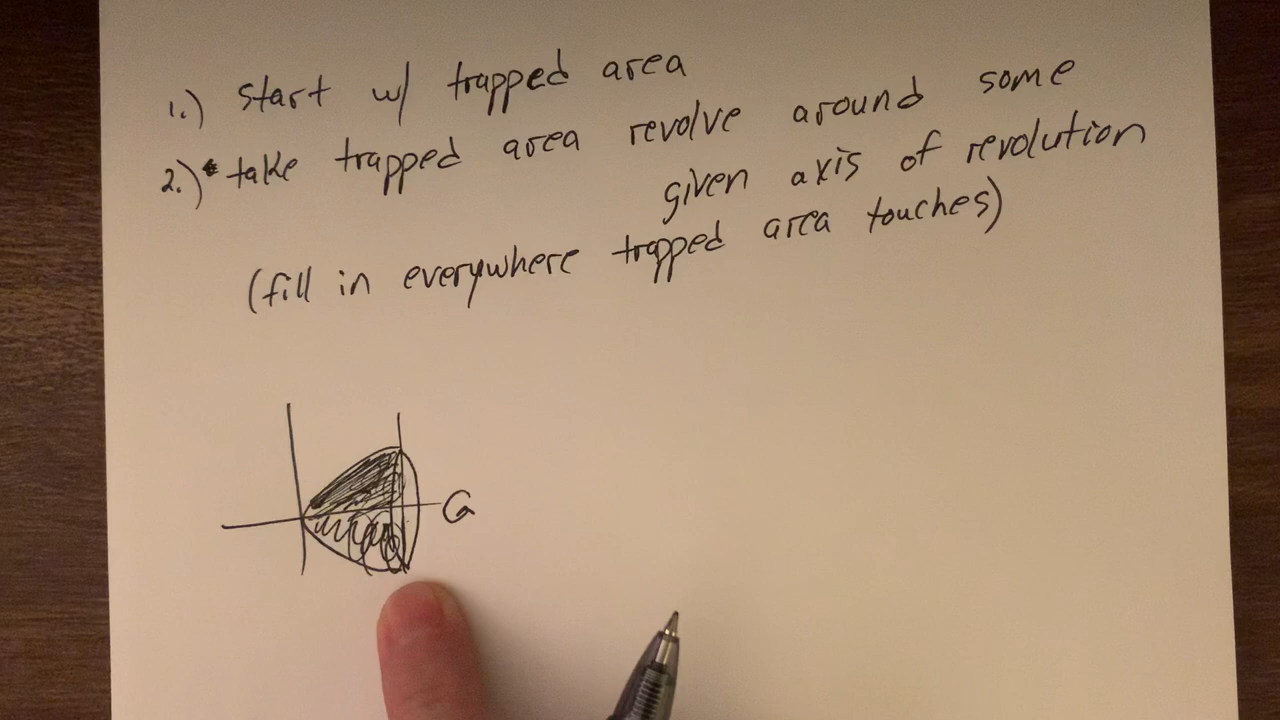 1.) start w/ trapped area
2.) take trapped area revolve around some
given axis of revolution
(fill in everywhere trapped area touches)